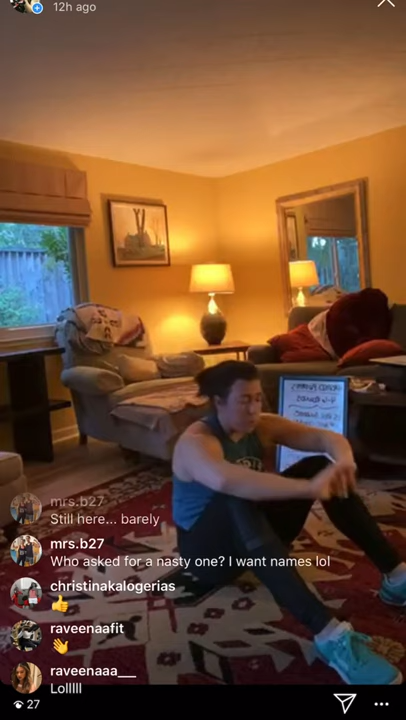 12h ago
mrs.b27
Still here... barely
mrs.b27
Who asked for a nasty one? I want names lol
christinakalogerias
👍
raveenaafit
👋
raveenaaa__
Lolllll
27